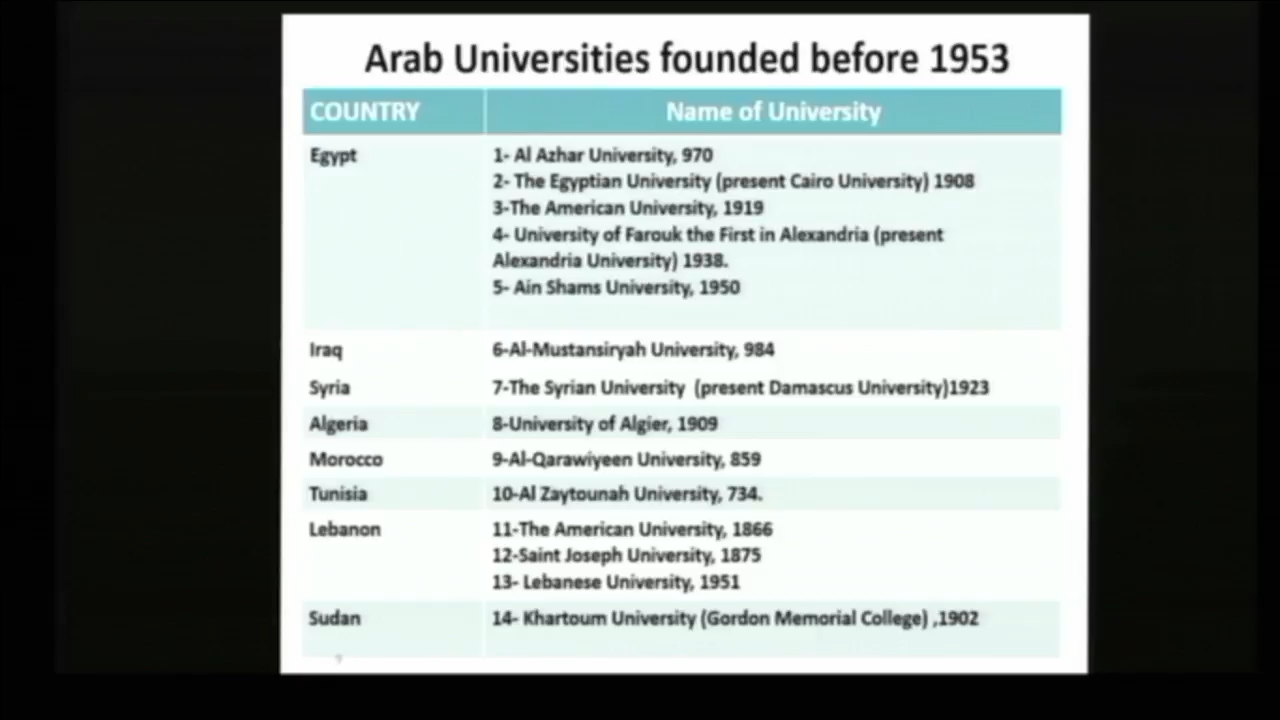 Arab Universities founded before 1953
COUNTRY Name of University
Egypt 1- Al Azhar University, 970
2- The Egyptian University (present Cairo University) 1908
3-The American University, 1919
4- University of Farouk the First in Alexandria (present
Alexandria University) 1938.
5- Ain Shams University, 1950
Iraq 6-Al-Mustansiryah University, 984
Syria 7-The Syrian University (present Damascus University)1923
Algeria 8-University of Algier, 1909
Morocco 9-Al-Qarawiyeen University, 859
Tunisia 10-Al Zaytounah University, 734.
Lebanon 11-The American University, 1866
12-Saint Joseph University, 1875
13- Lebanese University, 1951
Sudan 14- Khartoum University (Gordon Memorial College) ,1902